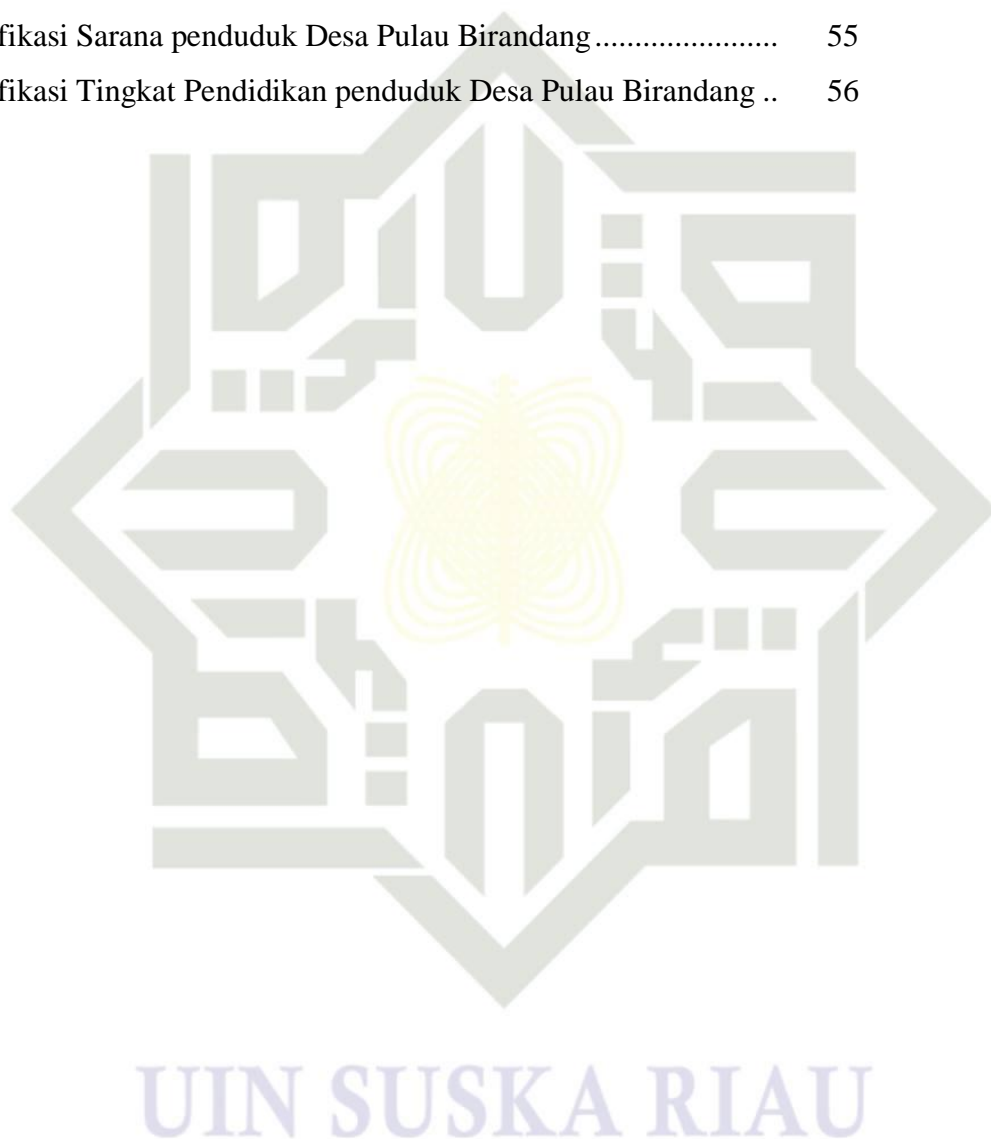 fikasi Sarana penduduk Desa Pulau Birandang....................... 55
fikasi Tingkat Pendidikan penduduk Desa Pulau Birandang .. 56
UIN SUSKA RIAU